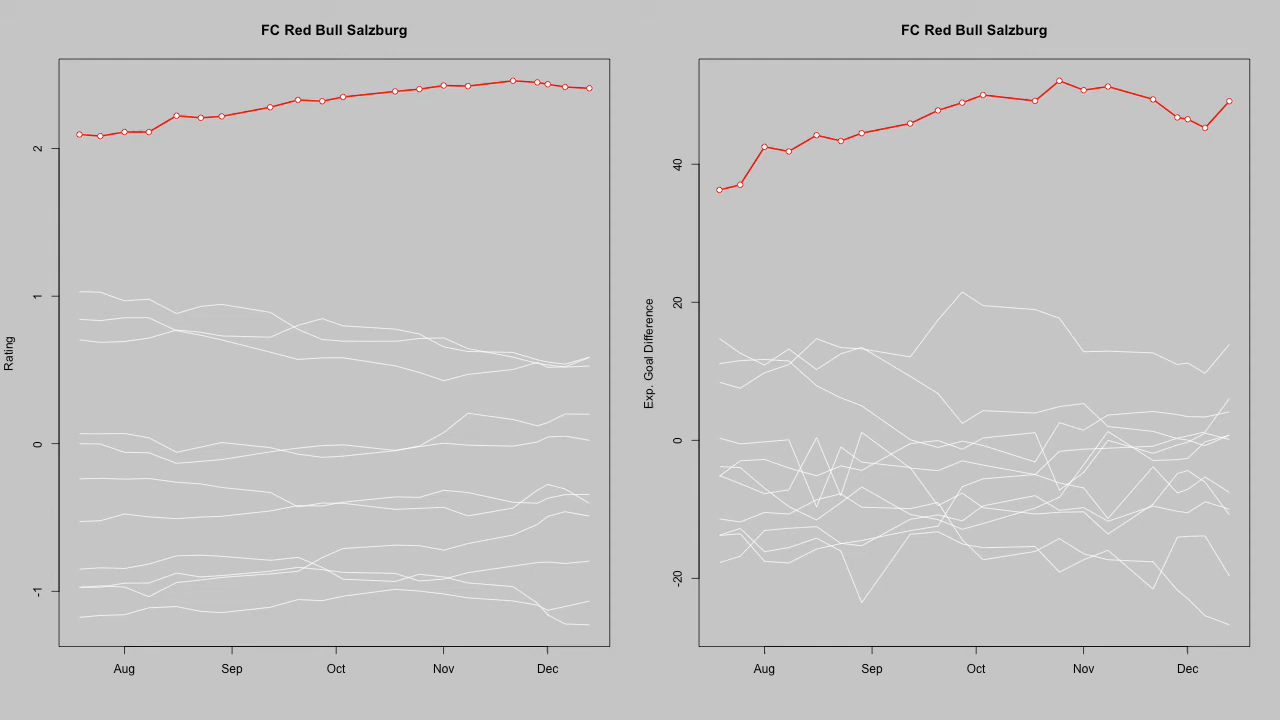 FC Red Bull Salzburg
Rating
2
1
0
-1
Aug Sep Oct Nov Dec
FC Red Bull Salzburg
Exp. Goal Difference
40
20
0
-20
Aug Sep Oct Nov Dec